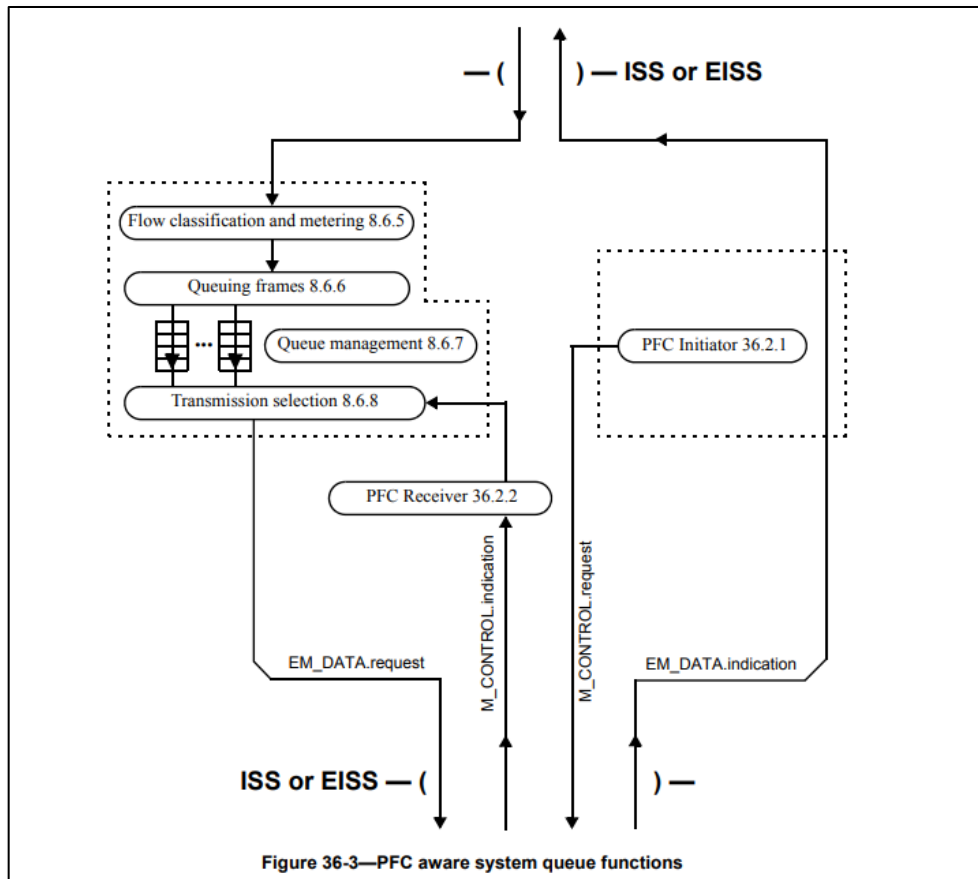 — ( ) — ISS or EISS
Flow classification and metering 8.6.5
Queuing frames 8.6.6
...
Queue management 8.6.7
PFC Initiator 36.2.1
Transmission selection 8.6.8
PFC Receiver 36.2.2
M_CONTROL.indication
M_CONTROL.request
EM_DATA.request
EM_DATA.indication
ISS or EISS — ( ) —
Figure 36-3—PFC aware system queue functions